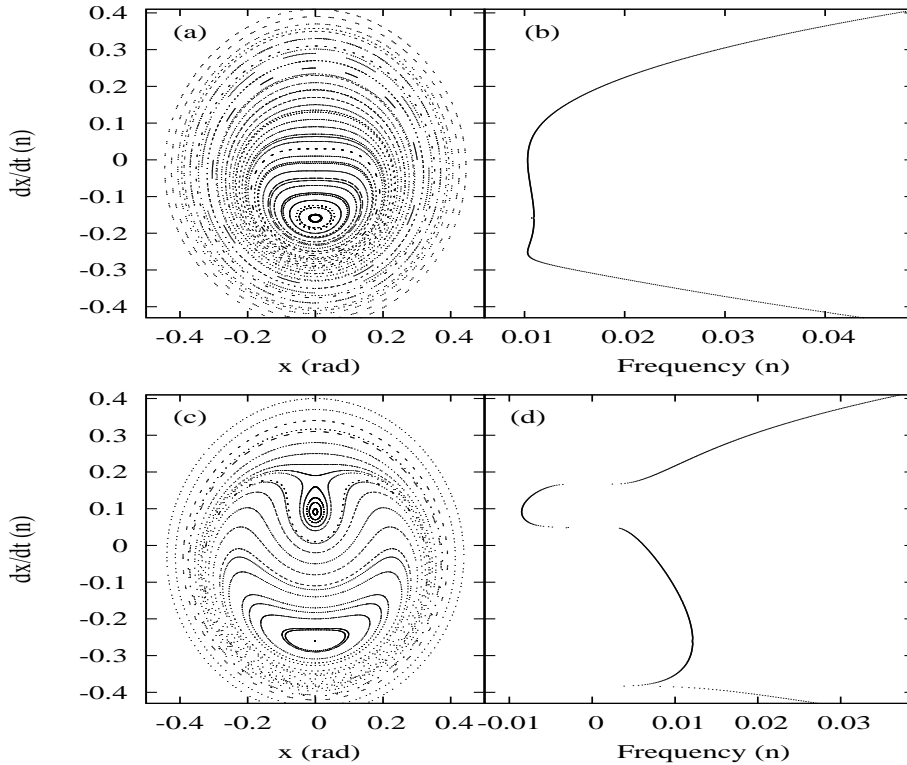 (a)
(b)
0.4
0.3
0.2
0.1
0
-0.1
-0.2
-0.3
-0.4
dx/dt (n)
-0.4 -0.2 0 0.2 0.4
0.01 0.02 0.03 0.04
x (rad)
Frequency (n)
(c)
(d)
0.4
0.3
0.2
0.1
0
-0.1
-0.2
-0.3
-0.4
dx/dt (n)
-0.4 -0.2 0 0.2 0.4
-0.01 0 0.01 0.02 0.03
x (rad)
Frequency (n)